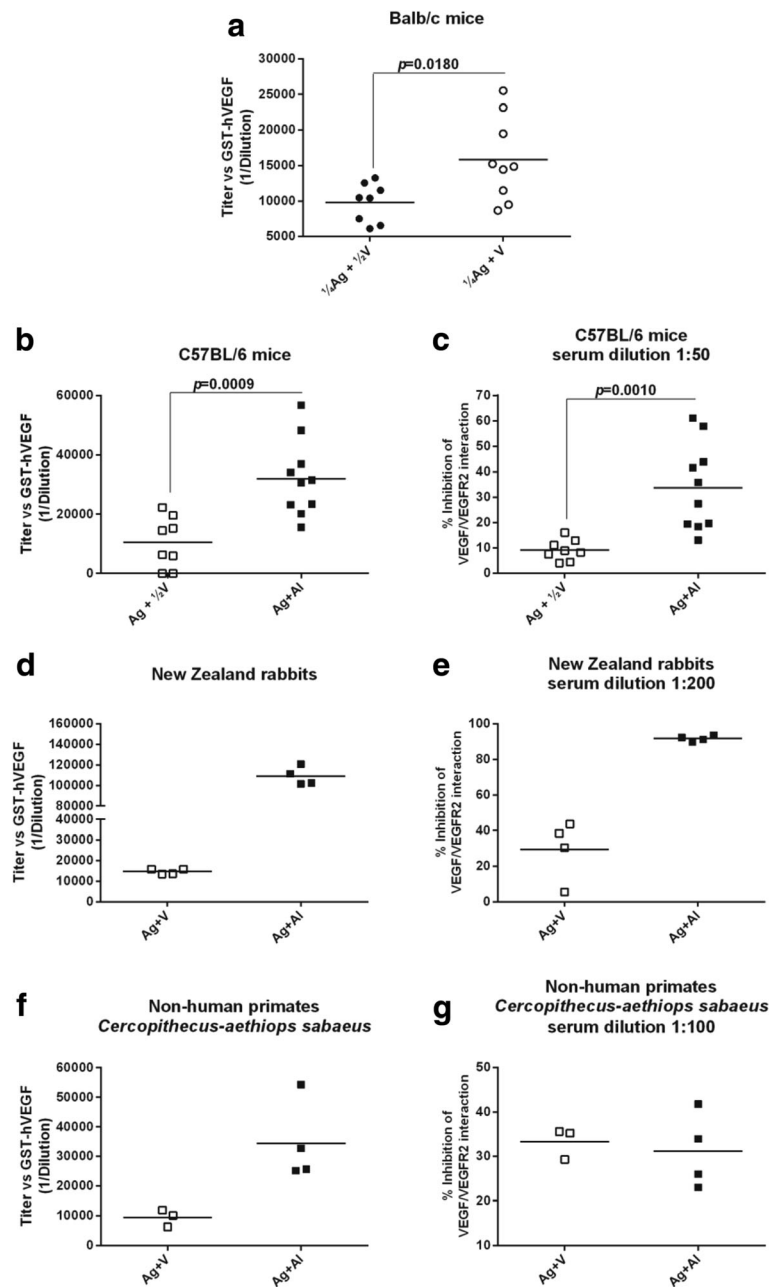 a
Balb/c mice
Titer vs GST-hVEGF
(1/Dilution)
30000
25000
20000
15000
10000
5000
p=0.0180
¼Ag + ½V
¼Ag + V
b
C57BL/6 mice
Titer vs GST-hVEGF
(1/Dilution)
60000
40000
20000
0
p=0.0009
Ag + ½V
Ag+Al
c
C57BL/6 mice
serum dilution 1:50
% Inhibition of
VEGF/VEGFR2 interaction
70
60
50
40
30
20
10
0
p=0.0010
Ag + ½V
Ag+Al
d
New Zealand rabbits
Titer vs GST-hVEGF
(1/Dilution)
160000
140000
120000
100000
80000
40000
30000
20000
10000
0
Ag+V
Ag+Al
e
New Zealand rabbits
serum dilution 1:200
% Inhibition of
VEGF/VEGFR2 interaction
100
80
60
40
20
0
Ag+V
Ag+Al
f
Non-human primates
Cercopithecus-aethiops sabaeus
Titer vs GST-hVEGF
(1/Dilution)
60000
50000
40000
30000
20000
10000
0
Ag+V
Ag+Al
g
Non-human primates
Cercopithecus-aethiops sabaeus
serum dilution 1:100
% Inhibition of
VEGF/VEGFR2 interaction
50
40
30
20
10
Ag+V
Ag+Al